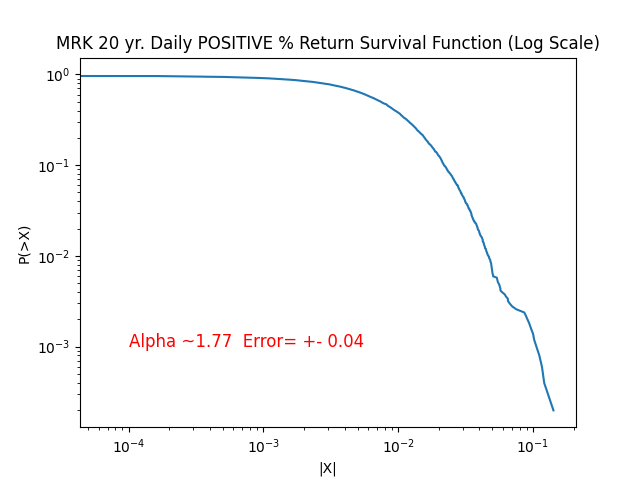 MRK 20 yr. Daily POSITIVE % Return Survival Function (Log Scale)
10⁰
10⁻¹
10⁻²
10⁻³
P(>X)
Alpha ~1.77  Error= +- 0.04
10⁻⁴ 10⁻³ 10⁻² 10⁻¹
|X|